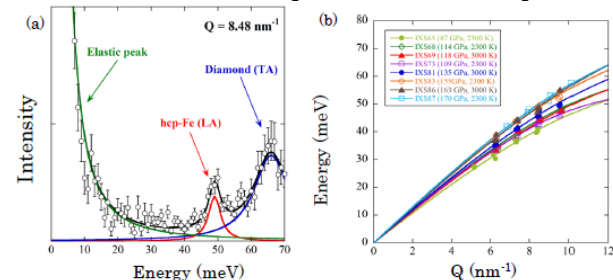 (a)
Q = 8.48 nm⁻¹
Elastic peak
Diamond (TA)
hcp-Fe (LA)
Intensity
0 10 20 30 40 50 60 70
Energy (meV)
(b)
80
70
60
50
40
30
20
10
0
IXS65 (87 GPa, 2300 K)
IXS68 (114 GPa, 2300 K)
IXS69 (118 GPa, 3000 K)
IXS73 (109 GPa, 2300 K)
IXS81 (135 GPa, 3000 K)
IXS83 (155GPa, 2300 K)
IXS86 (163 GPa, 3000 K)
IXS87 (170 GPa, 2300 K)
Energy (meV)
0 2 4 6 8 10 12
Q (nm⁻¹)